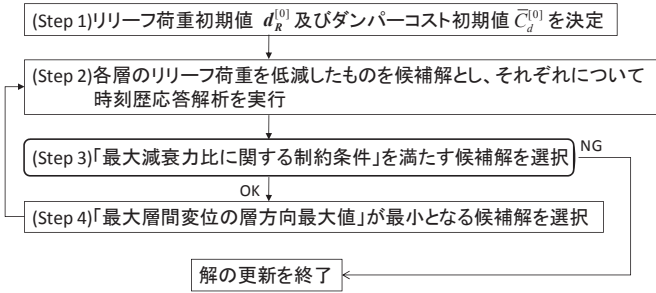 (Step 1)リリーフ荷重初期値 d_R^[0] 及びダンパーコスト初期値 C̅_d^[0] を決定
(Step 2)各層のリリーフ荷重を低減したものを候補解とし、それぞれについて
時刻歴応答解析を実行
(Step 3)「最大減衰力比に関する制約条件」を満たす候補解を選択
NG
OK
(Step 4)「最大層間変位の層方向最大値」が最小となる候補解を選択
解の更新を終了